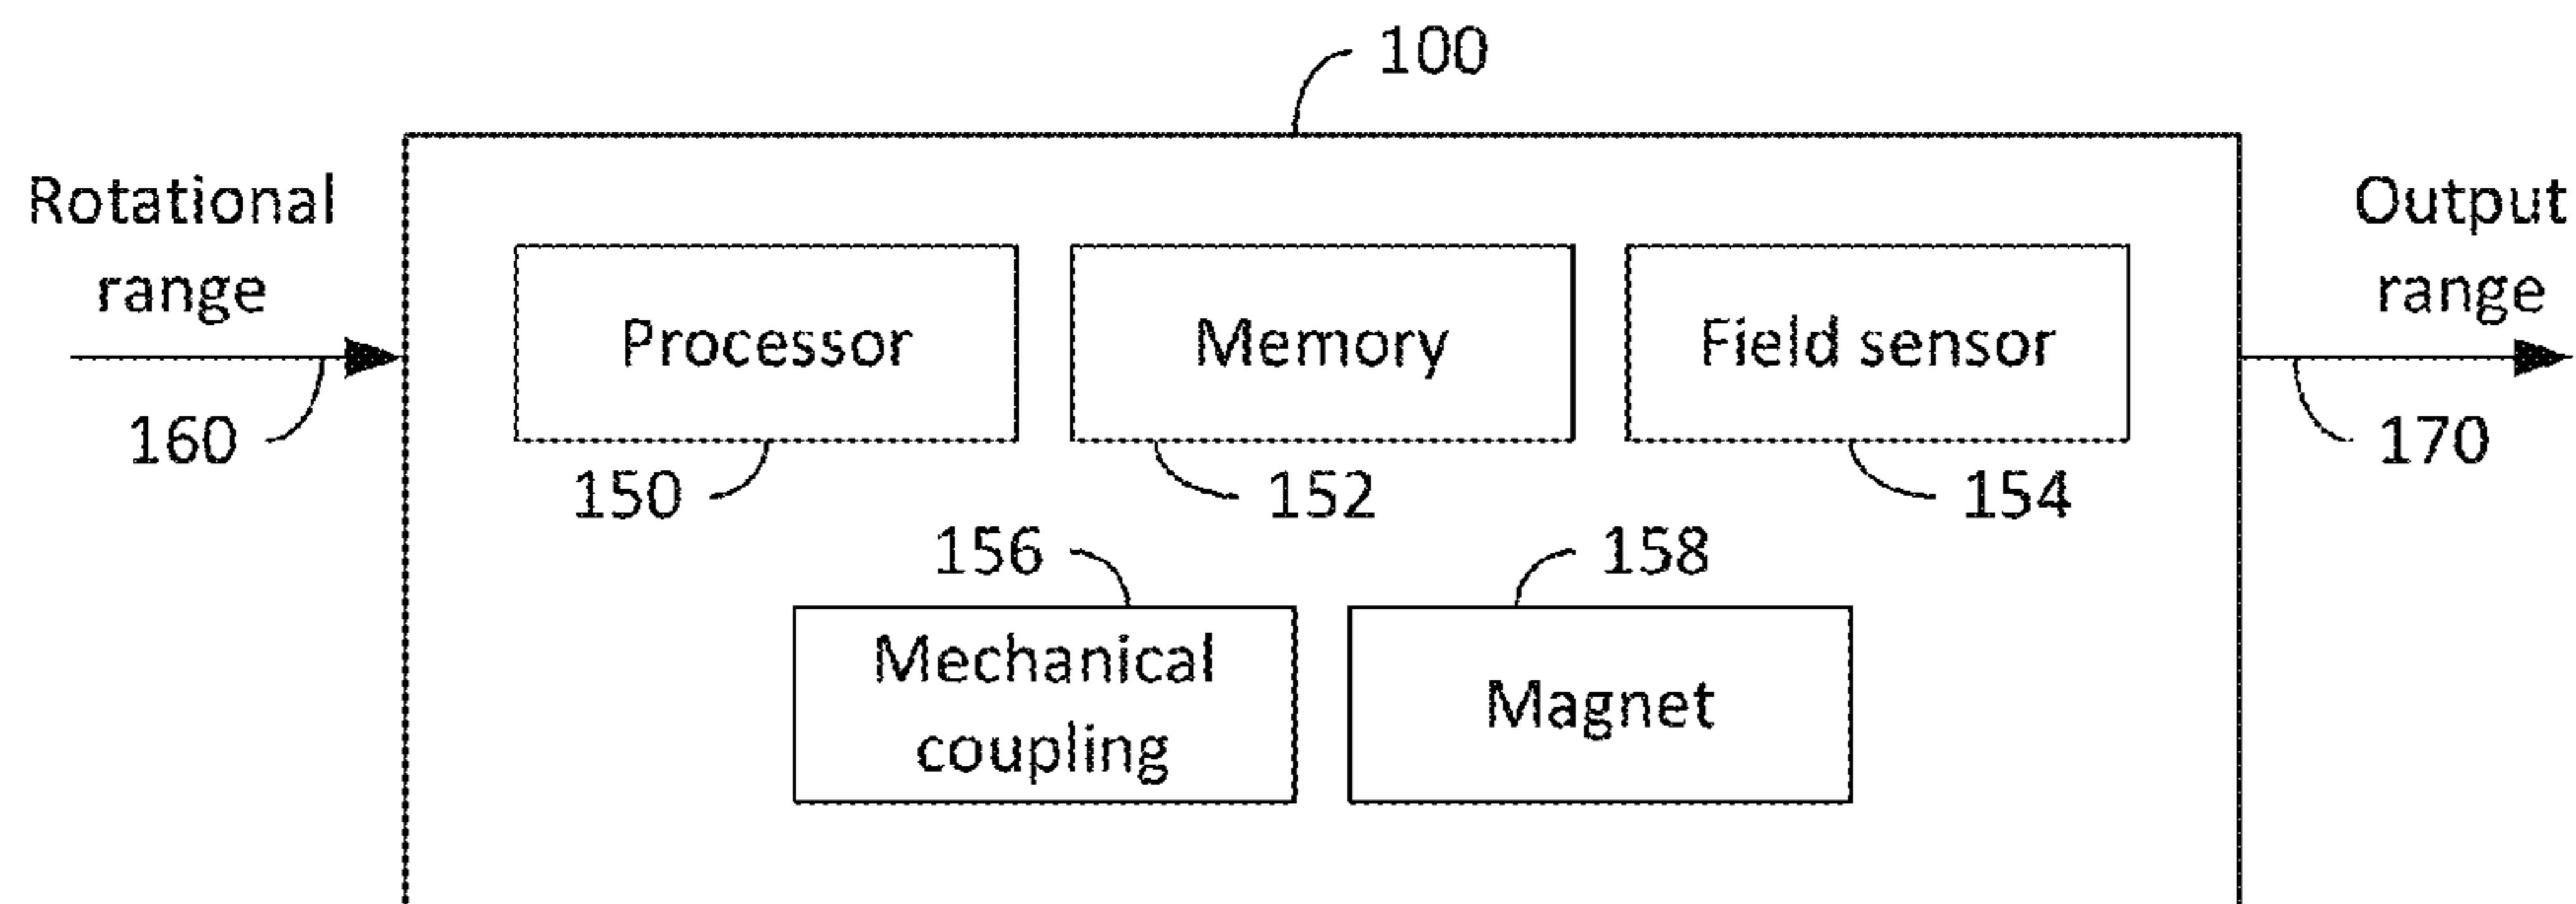 100
Rotational
range
Output
range
Processor
Memory
Field sensor
160
170
150
152
154
156
158
Mechanical
coupling
Magnet